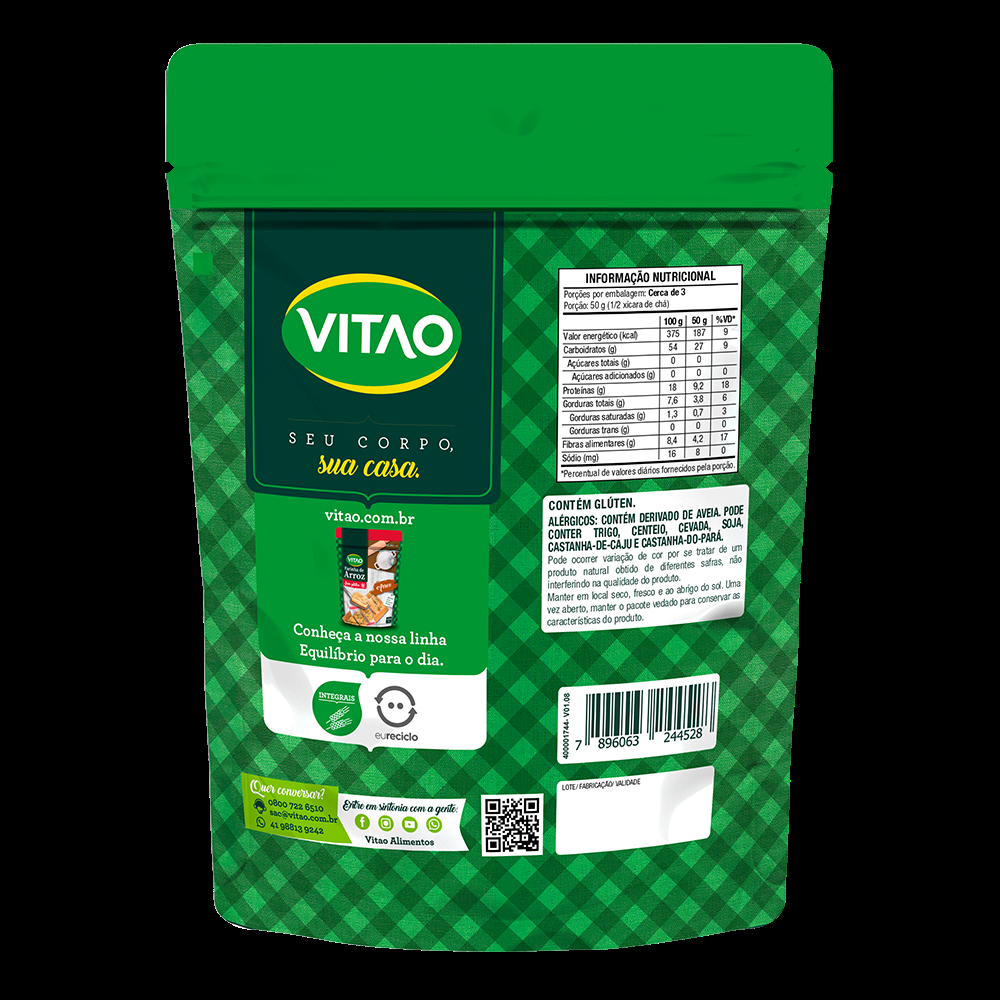 VITAO
SEU CORPO,
sua casa.
vitao.com.br
VITAO
Farinha de
Arroz
Conheça a nossa linha
Equilíbrio para o dia.
INTEGRAIS
eureciclo
Quer conversar?
0800 722 6510
sac@vitao.com.br
41 98813 9242
Entre em sintonia com a gente:
Vitao Alimentos
INFORMAÇÃO NUTRICIONAL
Porções por embalagem: Cerca de 3
Porção: 50 g (1/2 xícara de chá)
100 g 50 g %VD*
Valor energético (kcal) 375 187 9
Carboidratos (g) 54 27 9
Açúcares totais (g) 0 0
Açúcares adicionados (g) 0 0 0
Proteínas (g) 18 9,2 18
Gorduras totais (g) 7,6 3,8 6
Gorduras saturadas (g) 1,3 0,7 3
Gorduras trans (g) 0 0 0
Fibras alimentares (g) 8,4 4,2 17
Sódio (mg) 16 8 0
*Percentual de valores diários fornecidos pela porção.
CONTÉM GLÚTEN.
ALÉRGICOS: CONTÉM DERIVADO DE AVEIA. PODE
CONTER TRIGO, CENTEIO, CEVADA, SOJA,
CASTANHA-DE-CAJU E CASTANHA-DO-PARÁ.
Pode ocorrer variação de cor por se tratar de um
produto natural obtido de diferentes safras, não
interferindo na qualidade do produto.
Manter em local seco, fresco e ao abrigo do sol. Uma
vez aberto, manter o pacote vedado para conservar as
características do produto.
400001744- V01.08
7 896063 244528
LOTE/ FABRICAÇÃO/ VALIDADE